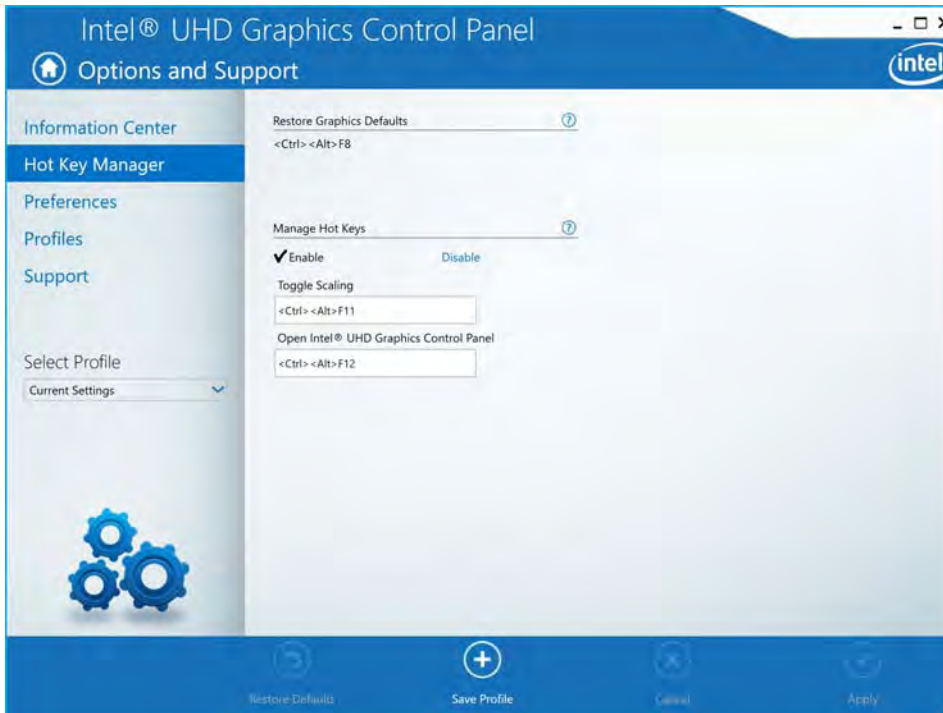 Intel® UHD Graphics Control Panel
Options and Support
intel
Information Center
Hot Key Manager
Preferences
Profiles
Support
Select Profile
Current Settings
Restore Graphics Defaults
<Ctrl> <Alt>F8
Manage Hot Keys
Enable Disable
Toggle Scaling
<Ctrl> <Alt>F11
Open Intel® UHD Graphics Control Panel
<Ctrl> <Alt>F12
Restore Defaults Save Profile Cancel Apply